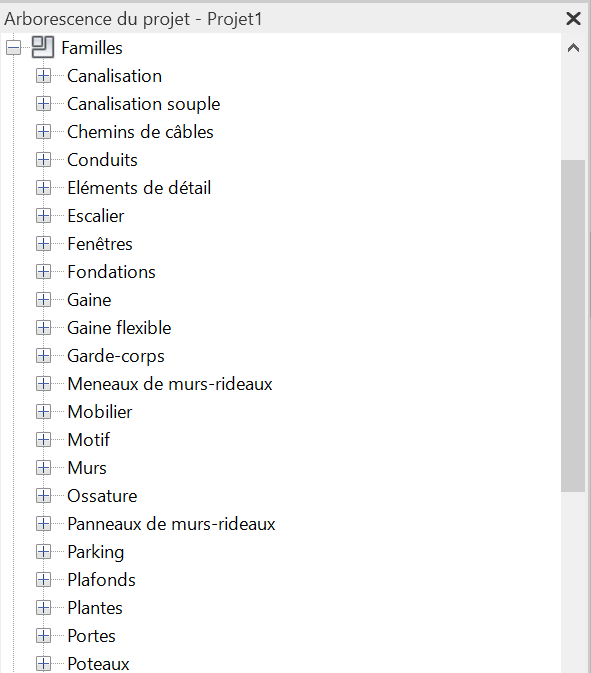 Arborescence du projet - Projet1
Familles
Canalisation
Canalisation souple
Chemins de câbles
Conduits
Eléments de détail
Escalier
Fenêtres
Fondations
Gaine
Gaine flexible
Garde-corps
Meneaux de murs-rideaux
Mobilier
Motif
Murs
Ossature
Panneaux de murs-rideaux
Parking
Plafonds
Plantes
Portes
Poteaux